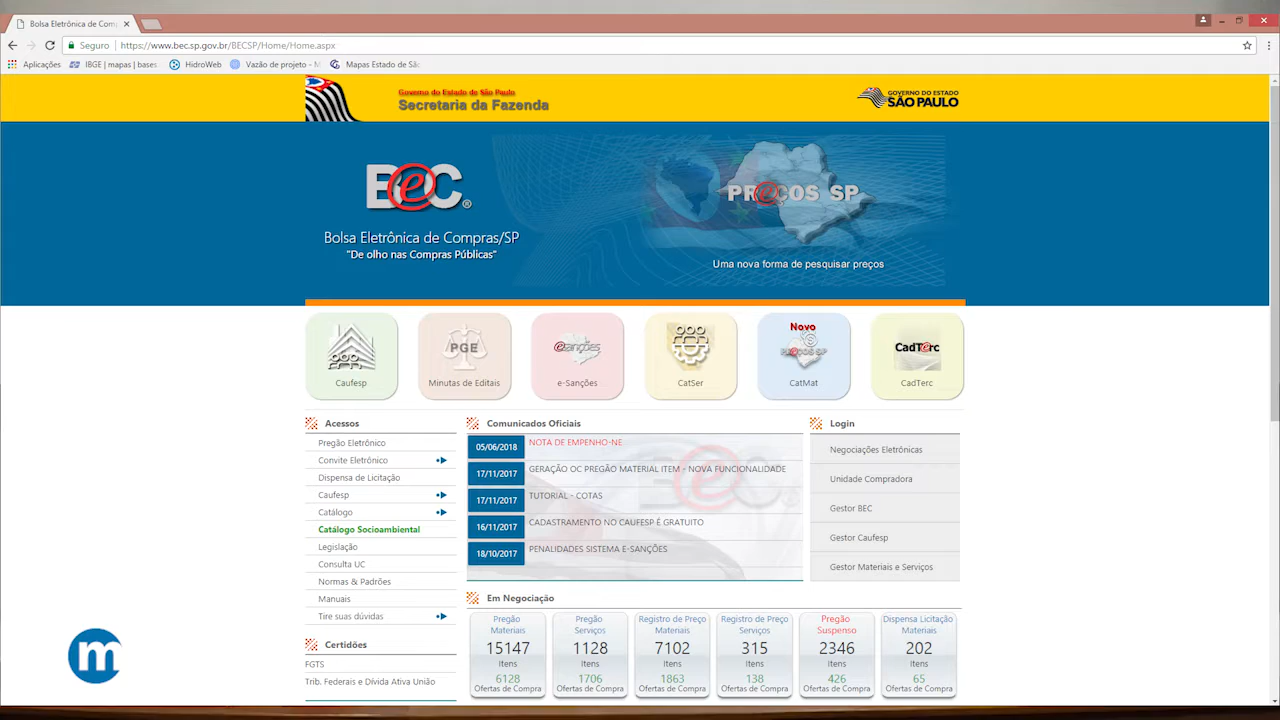 Bolsa Eletrônica de Com
Seguro
https://www.bec.sp.gov.br/BECSP/Home/Home.aspx
Aplicações
IBGE | mapas | bases
HidroWeb
Vazão de projeto - M
Mapas Estado de Sã
Governo do Estado de São Paulo
Secretaria da Fazenda
GOVERNO DO ESTADO
SÃO PAULO
BeC®
Bolsa Eletrônica de Compras/SP
"De olho nas Compras Públicas"
PREÇOS SP
Uma nova forma de pesquisar preços
Caufesp
PGE
Minutas de Editais
e-sanções
e-Sanções
CatSer
Novo
PREÇOS SP
CatMat
CadTerc
CadTerc
Acessos
Pregão Eletrônico
Convite Eletrônico
Dispensa de Licitação
Caufesp
Catálogo
Catálogo Socioambiental
Legislação
Consulta UC
Normas & Padrões
Manuais
Tire suas dúvidas
Certidões
FGTS
Trib. Federais e Dívida Ativa União
Comunicados Oficiais
05/06/2018 NOTA DE EMPENHO-NE
17/11/2017 GERAÇÃO OC PREGÃO MATERIAL ITEM - NOVA FUNCIONALIDADE
17/11/2017 TUTORIAL - COTAS
16/11/2017 CADASTRAMENTO NO CAUFESP É GRATUITO
18/10/2017 PENALIDADES SISTEMA E-SANÇÕES
Login
Negociações Eletrônicas
Unidade Compradora
Gestor BEC
Gestor Caufesp
Gestor Materiais e Serviços
Em Negociação
Pregão
Materiais
15147
Itens
6128
Ofertas de Compra
Pregão
Serviços
1128
Itens
1706
Ofertas de Compra
Registro de Preço
Materiais
7102
Itens
1863
Ofertas de Compra
Registro de Preço
Serviços
315
Itens
138
Ofertas de Compra
Pregão
Suspenso
2346
Itens
426
Ofertas de Compra
Dispensa Licitação
Materiais
202
Itens
65
Ofertas de Compra
m